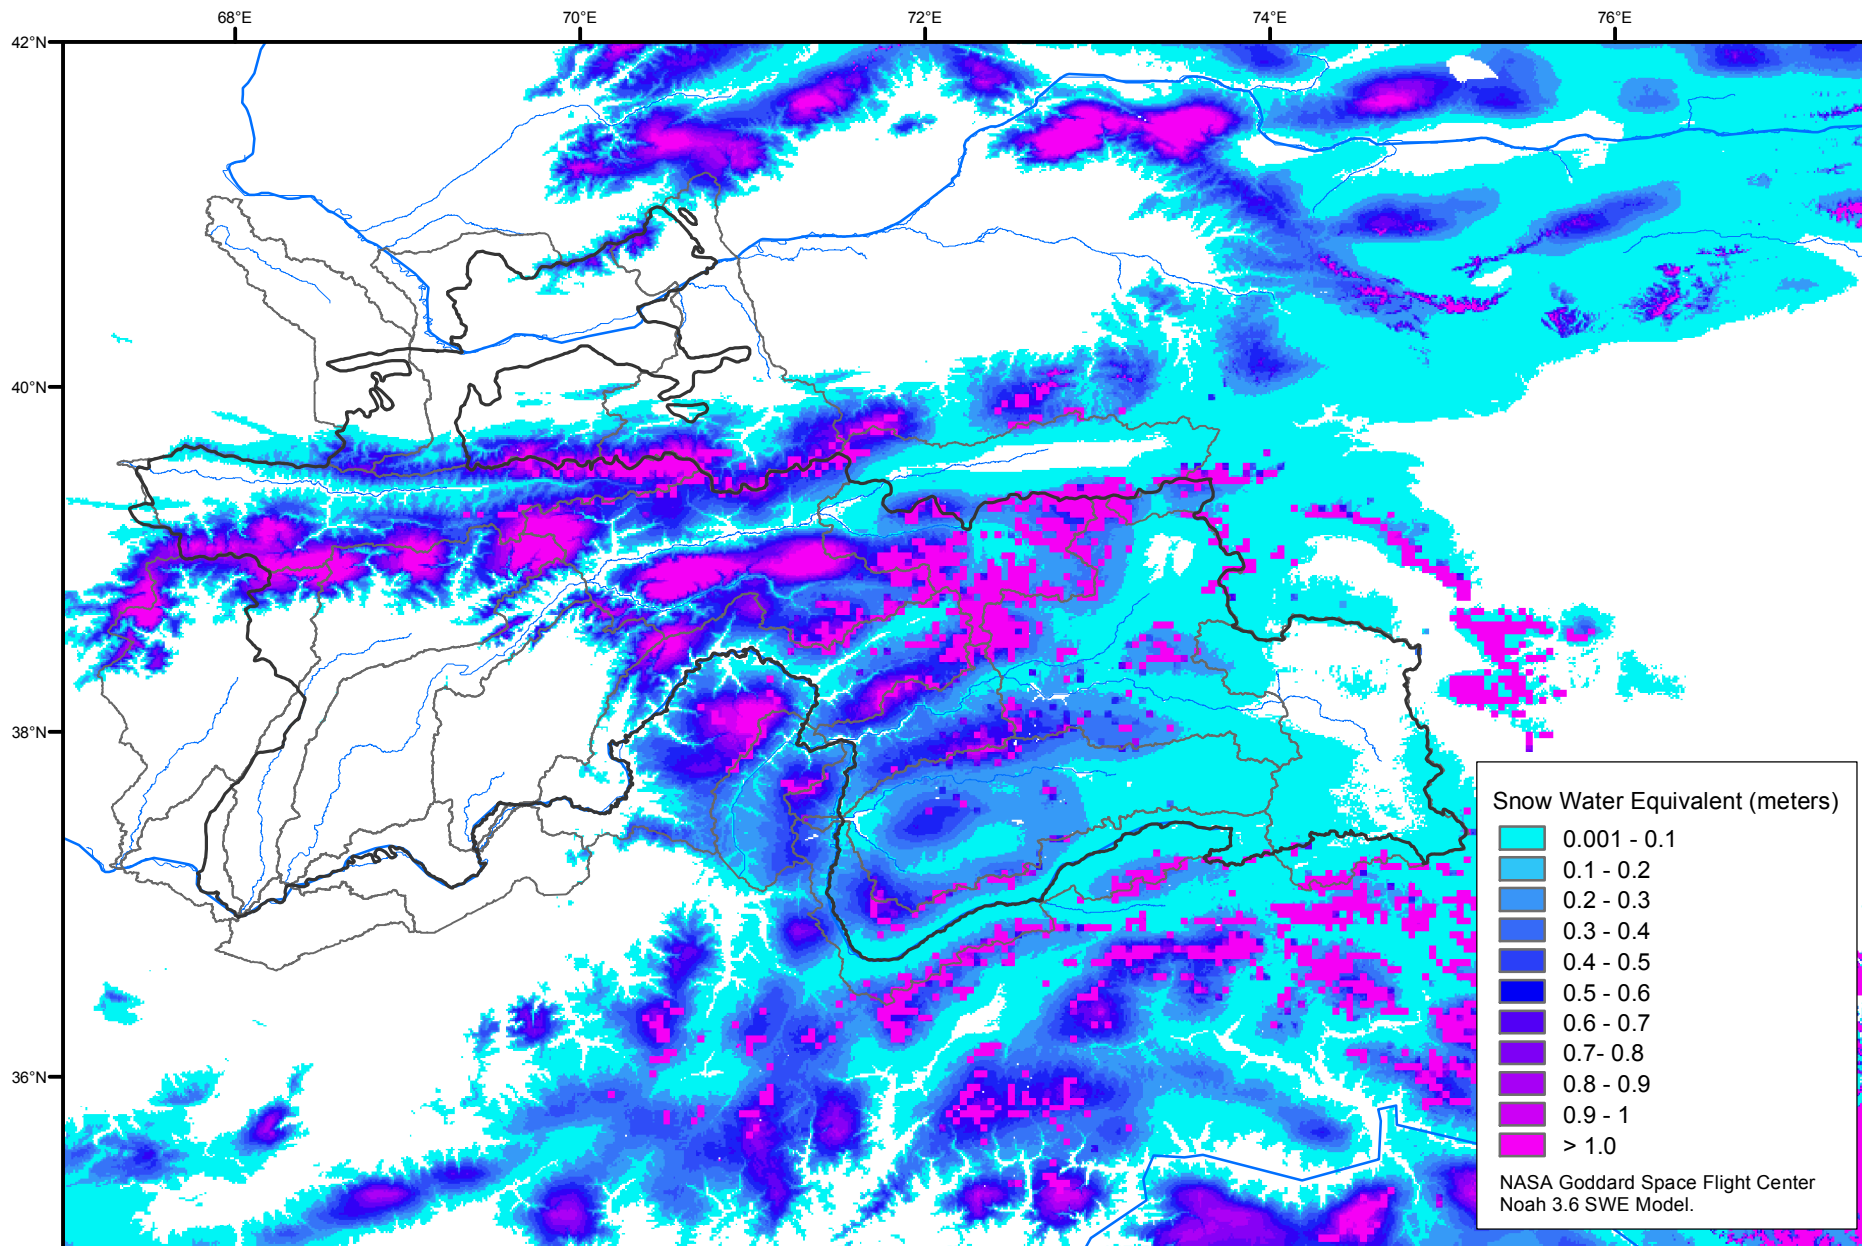 68°E
70°E
72°E
74°E
76°E
42°N
40°N
38°N
36°N
Snow Water Equivalent (meters)
0.001 - 0.1
0.1 - 0.2
0.2 - 0.3
0.3 - 0.4
0.4 - 0.5
0.5 - 0.6
0.6 - 0.7
0.7- 0.8
0.8 - 0.9
0.9 - 1
> 1.0
NASA Goddard Space Flight Center
Noah 3.6 SWE Model.